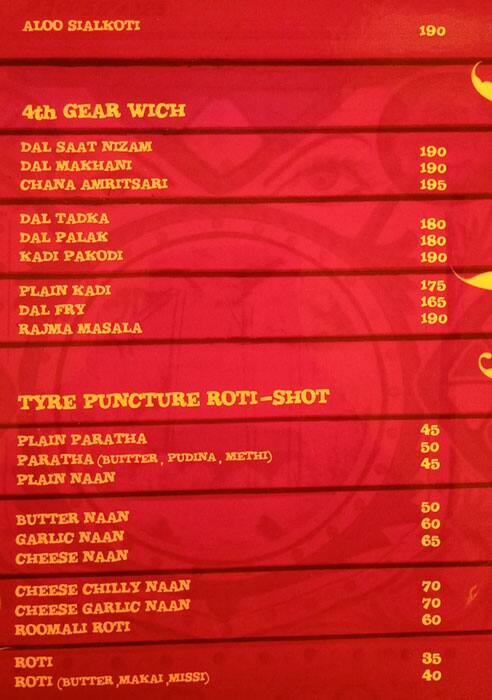 ALOO SIALKOTI 190
4th GEAR WICH
DAL SAAT NIZAM 190
DAL MAKHANI 190
CHANA AMRITSARI 195
DAL TADKA 180
DAL PALAK 180
KADI PAKODI 190
PLAIN KADI 175
DAL FRY 165
RAJMA MASALA 190
TYRE PUNCTURE ROTI-SHOT
PLAIN PARATHA 45
PARATHA (BUITTER, PUDINA, METHI) 50
PLAIN NAAN 45
BUTTER NAAN 50
GARLIC NAAN 60
CHEESE NAAN 65
CHEESE CHILLY NAAN 70
CHEESE GARLIC NAAN 70
ROOMALI ROTI 60
ROTI 35
ROTI (BUTTER ,MAKAI ,MISSI) 40